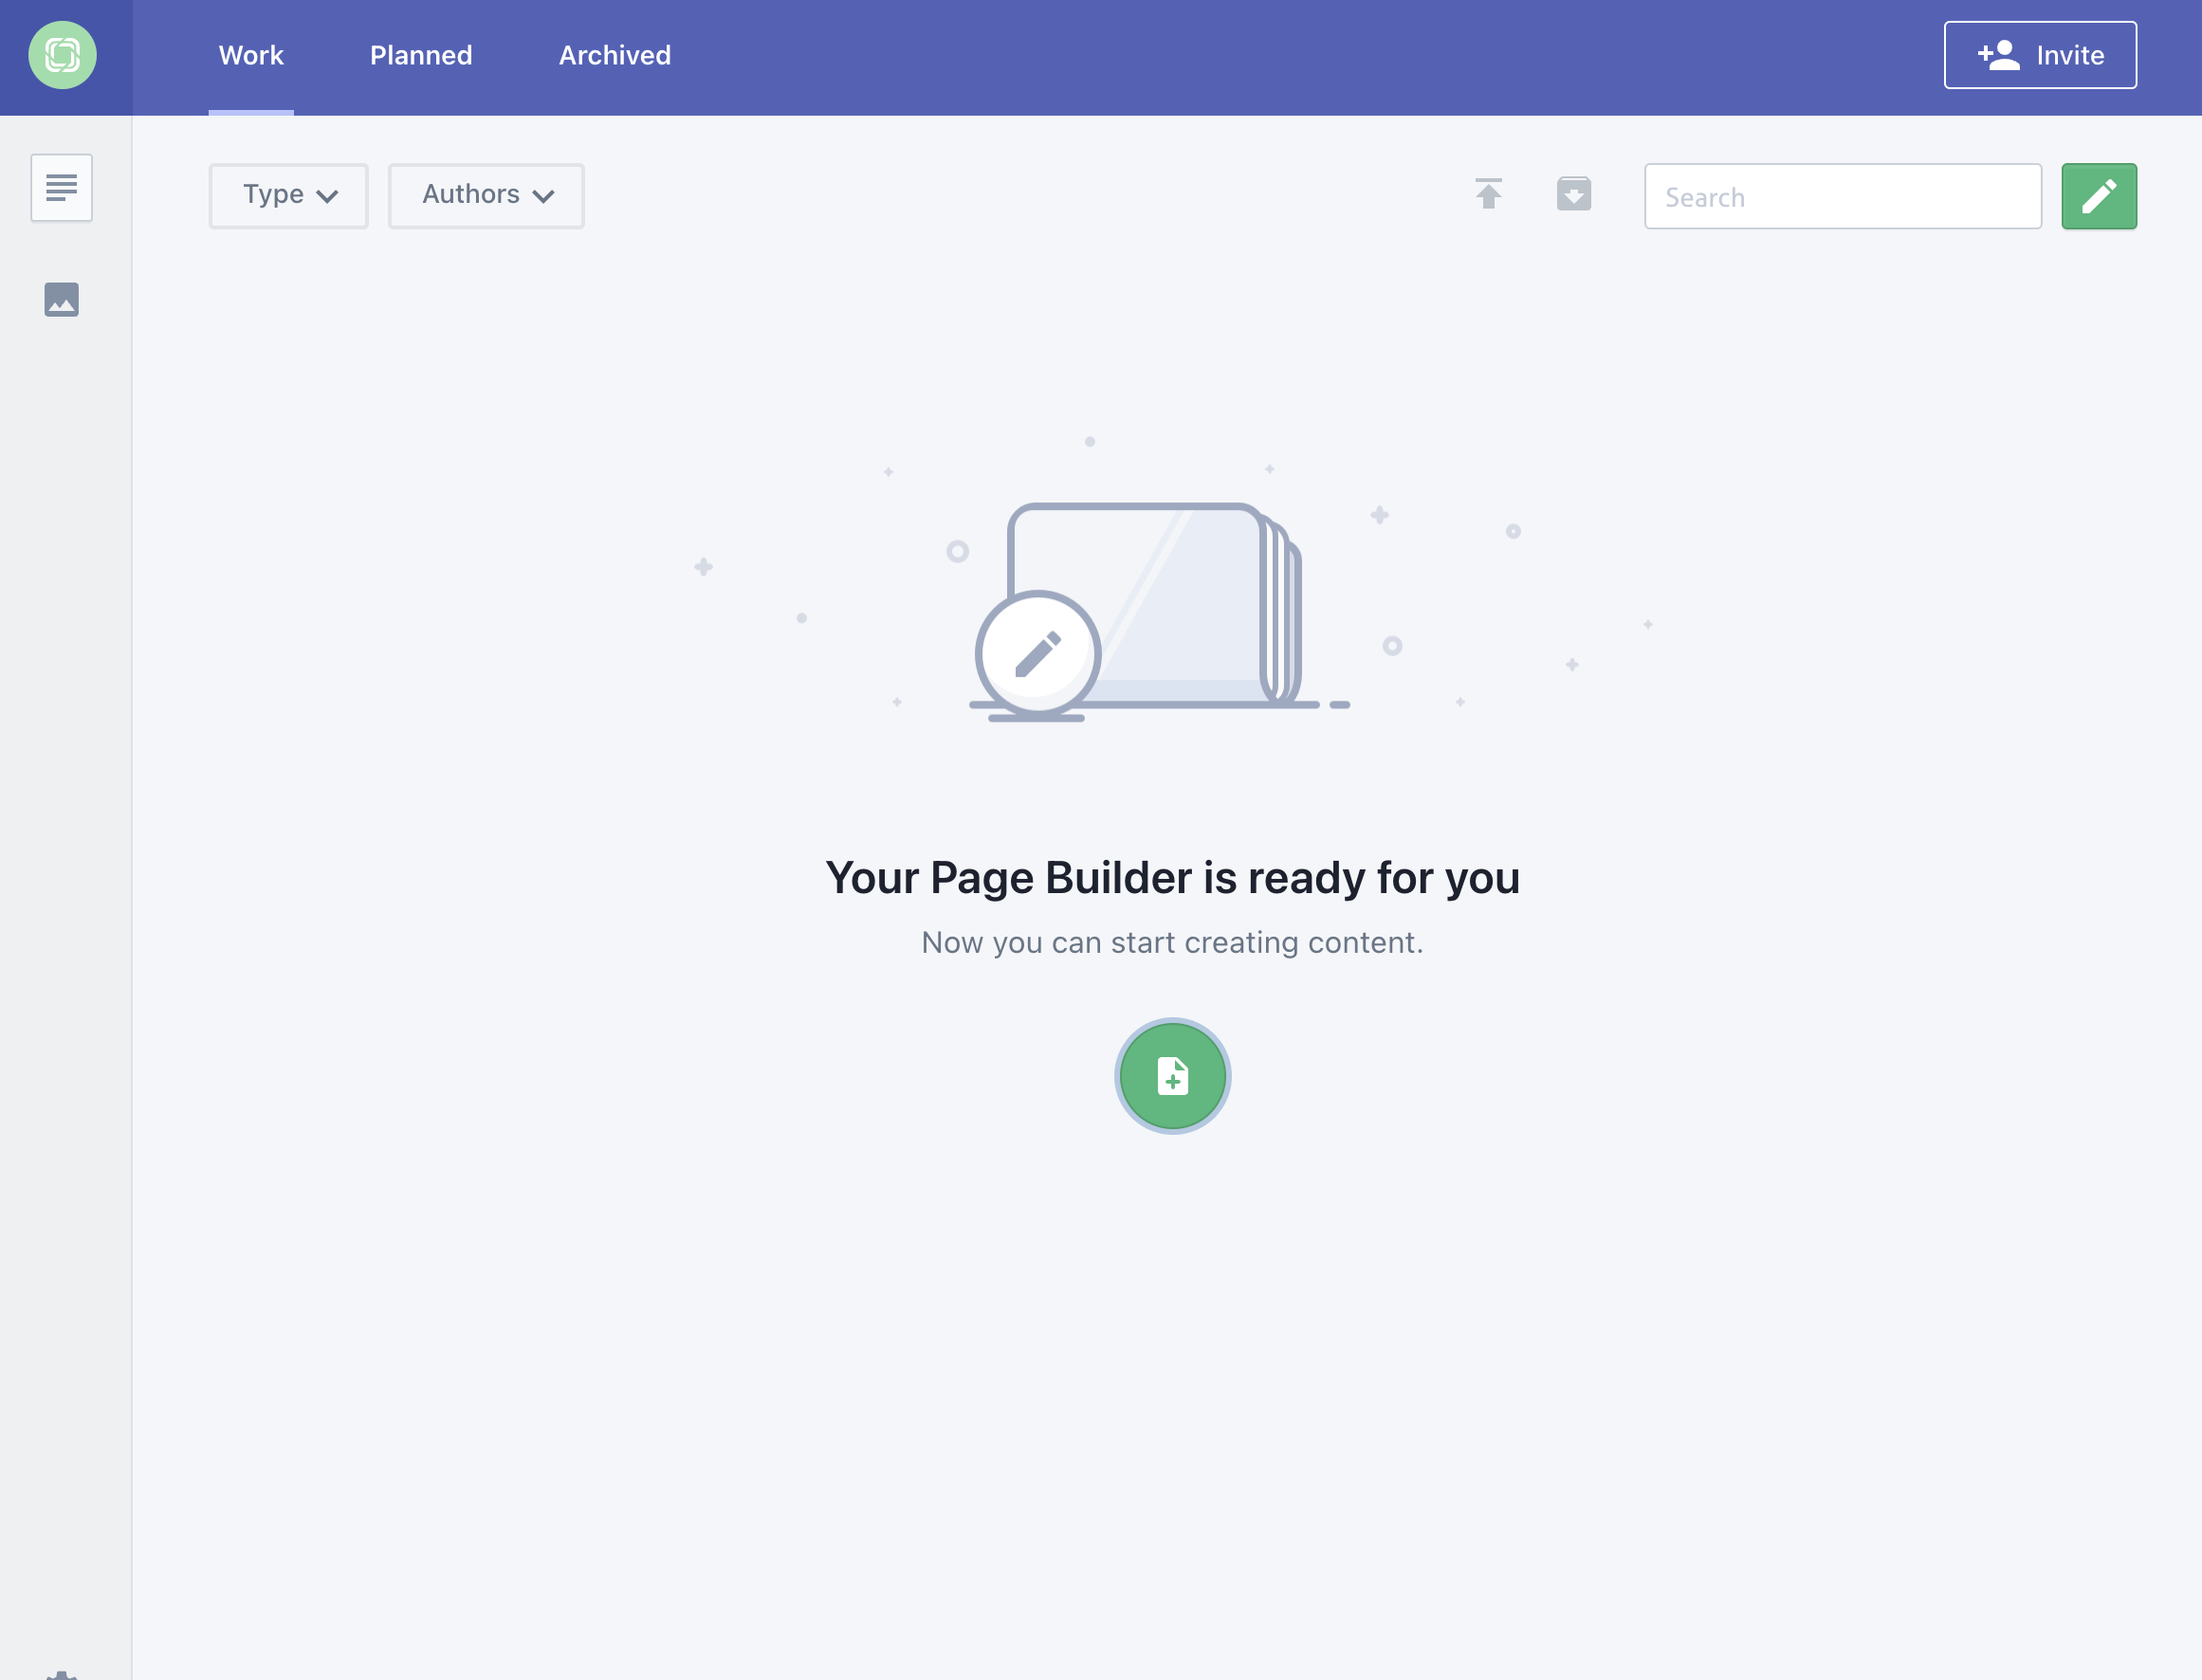 Work
Planned
Archived
Invite
Type
Authors
Search
Your Page Builder is ready for you
Now you can start creating content.